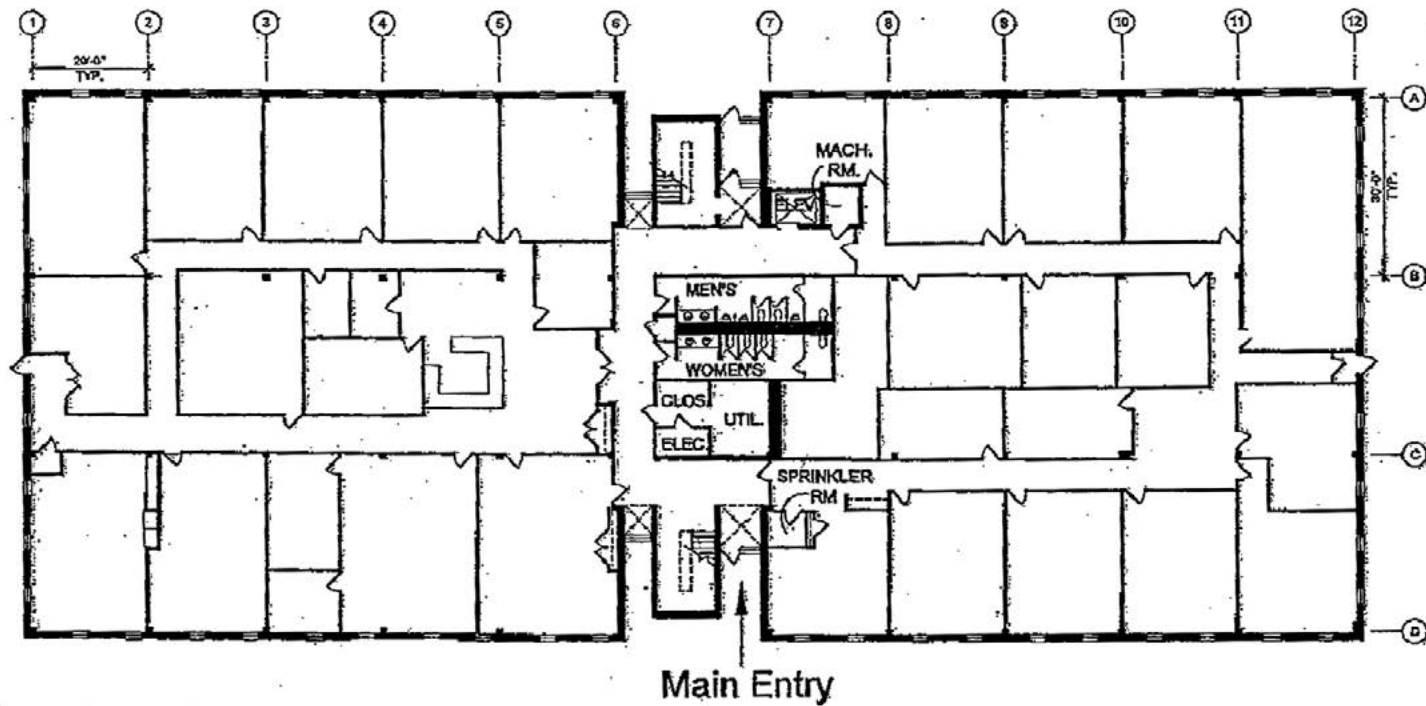 1 2 3 4 5 6 7 8 9 10 11 12
20'-0"
TYP.
A
MACH.
RM.
ELEV.
30'-0"
TYP.
B
MEN'S
WOMEN'S
CLOS.
UTIL.
ELEC.
C
SPRINKLER
RM
D
Main Entry